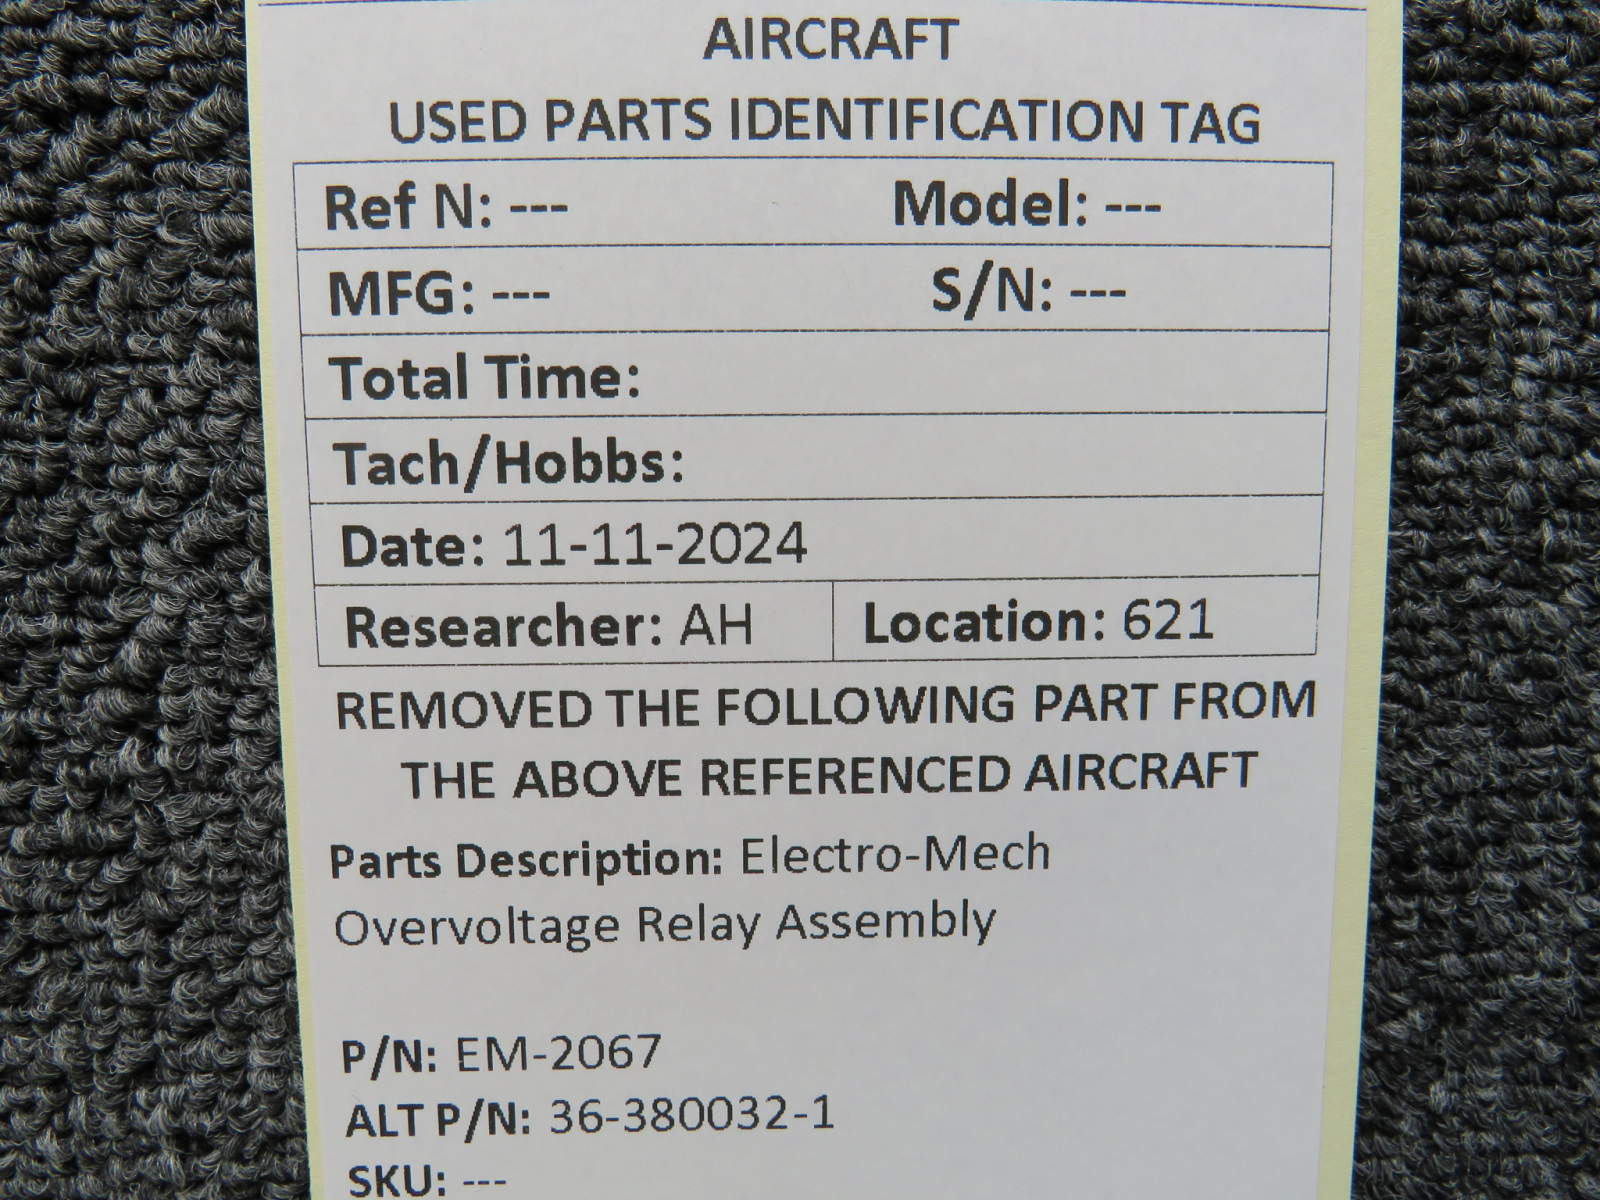 AIRCRAFT
USED PARTS IDENTIFICATION TAG
Ref N: --- Model: ---
MFG: --- S/N: ---
Total Time:
Tach/Hobbs:
Date: 11-11-2024
Researcher: AH Location: 621
REMOVED THE FOLLOWING PART FROM
THE ABOVE REFERENCED AIRCRAFT
Parts Description: Electro-Mech
Overvoltage Relay Assembly
P/N: EM-2067
ALT P/N: 36-380032-1
SKU: ---